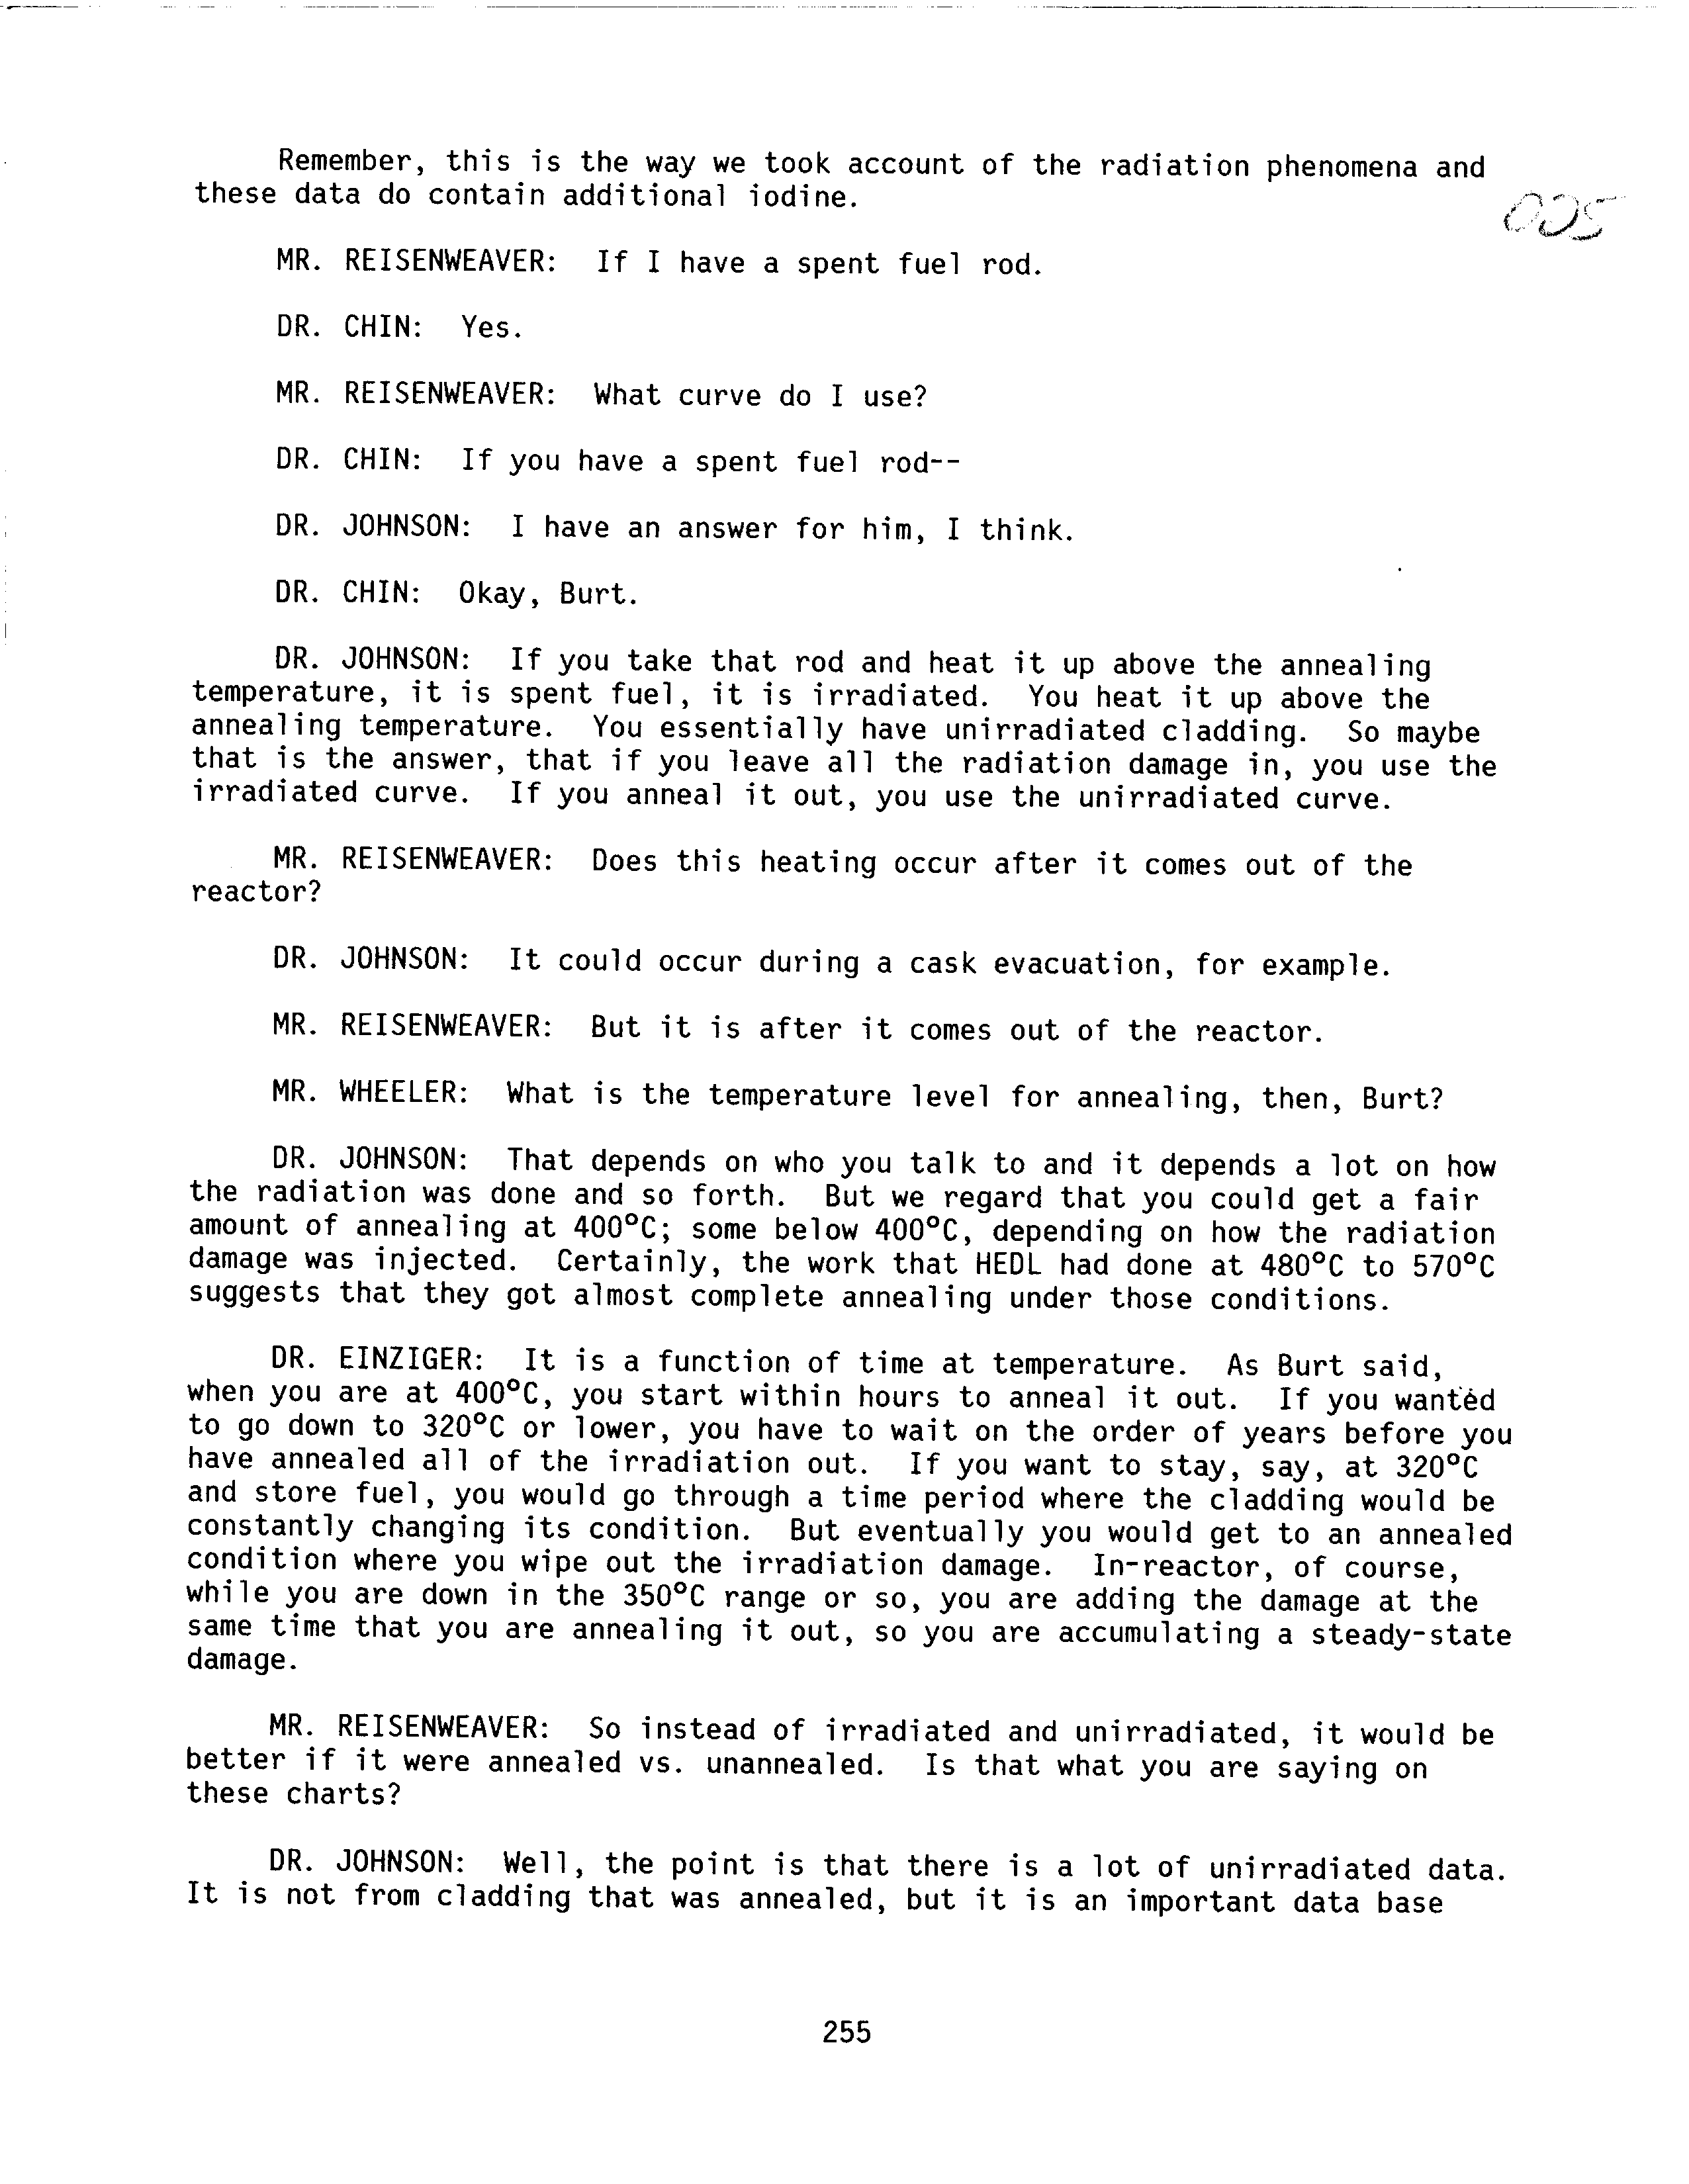 Remember, this is the way we took account of the radiation phenomena and
these data do contain additional iodine.
005
MR. REISENWEAVER: If I have a spent fuel rod.
DR. CHIN: Yes.
MR. REISENWEAVER: What curve do I use?
DR. CHIN: If you have a spent fuel rod--
DR. JOHNSON: I have an answer for him, I think.
DR. CHIN: Okay, Burt.
DR. JOHNSON: If you take that rod and heat it up above the annealing
temperature, it is spent fuel, it is irradiated. You heat it up above the
annealing temperature. You essentially have unirradiated cladding. So maybe
that is the answer, that if you leave all the radiation damage in, you use the
irradiated curve. If you anneal it out, you use the unirradiated curve.
MR. REISENWEAVER: Does this heating occur after it comes out of the
reactor?
DR. JOHNSON: It could occur during a cask evacuation, for example.
MR. REISENWEAVER: But it is after it comes out of the reactor.
MR. WHEELER: What is the temperature level for annealing, then, Burt?
DR. JOHNSON: That depends on who you talk to and it depends a lot on how
the radiation was done and so forth. But we regard that you could get a fair
amount of annealing at 400°C; some below 400°C, depending on how the radiation
damage was injected. Certainly, the work that HEDL had done at 480°C to 570°C
suggests that they got almost complete annealing under those conditions.
DR. EINZIGER: It is a function of time at temperature. As Burt said,
when you are at 400°C, you start within hours to anneal it out. If you wanted
to go down to 320°C or lower, you have to wait on the order of years before you
have annealed all of the irradiation out. If you want to stay, say, at 320°C
and store fuel, you would go through a time period where the cladding would be
constantly changing its condition. But eventually you would get to an annealed
condition where you wipe out the irradiation damage. In-reactor, of course,
while you are down in the 350°C range or so, you are adding the damage at the
same time that you are annealing it out, so you are accumulating a steady-state
damage.
MR. REISENWEAVER: So instead of irradiated and unirradiated, it would be
better if it were annealed vs. unannealed. Is that what you are saying on
these charts?
DR. JOHNSON: Well, the point is that there is a lot of unirradiated data.
It is not from cladding that was annealed, but it is an important data base
255